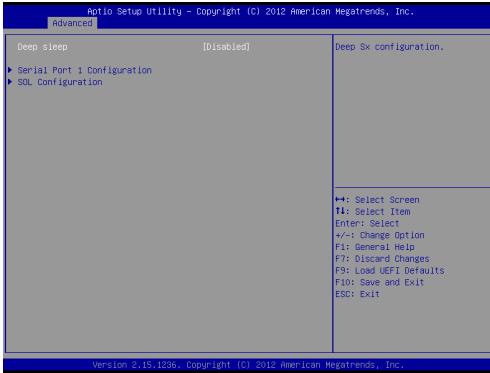 Aptio Setup Utility – Copyright (C) 2012 American Megatrends, Inc.
Advanced
Deep sleep [Disabled]
Serial Port 1 Configuration
SOL Configuration
Deep Sx configuration.
↔: Select Screen
↑↓: Select Item
Enter: Select
+/-: Change Option
F1: General Help
F7: Discard Changes
F9: Load UEFI Defaults
F10: Save and Exit
ESC: Exit
Version 2.15.1236. Copyright (C) 2012 American Megatrends, Inc.